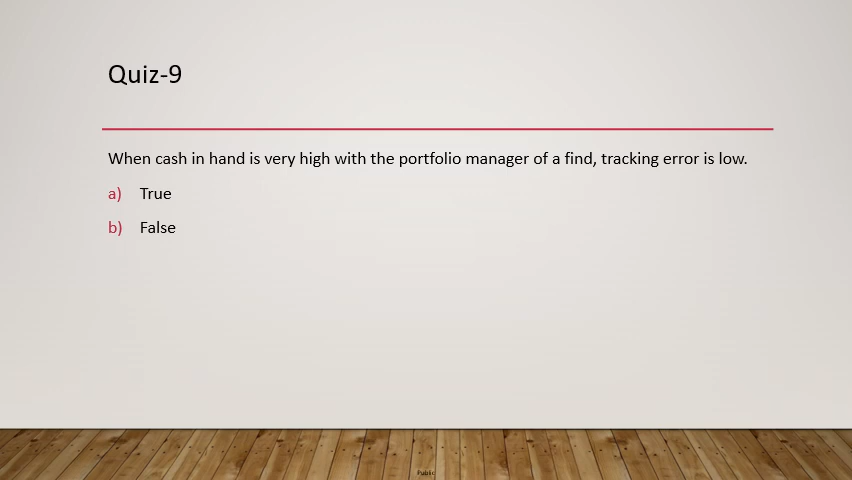 Quiz-9
When cash in hand is very high with the portfolio manager of a find, tracking error is low.
a) True
b) False
Public